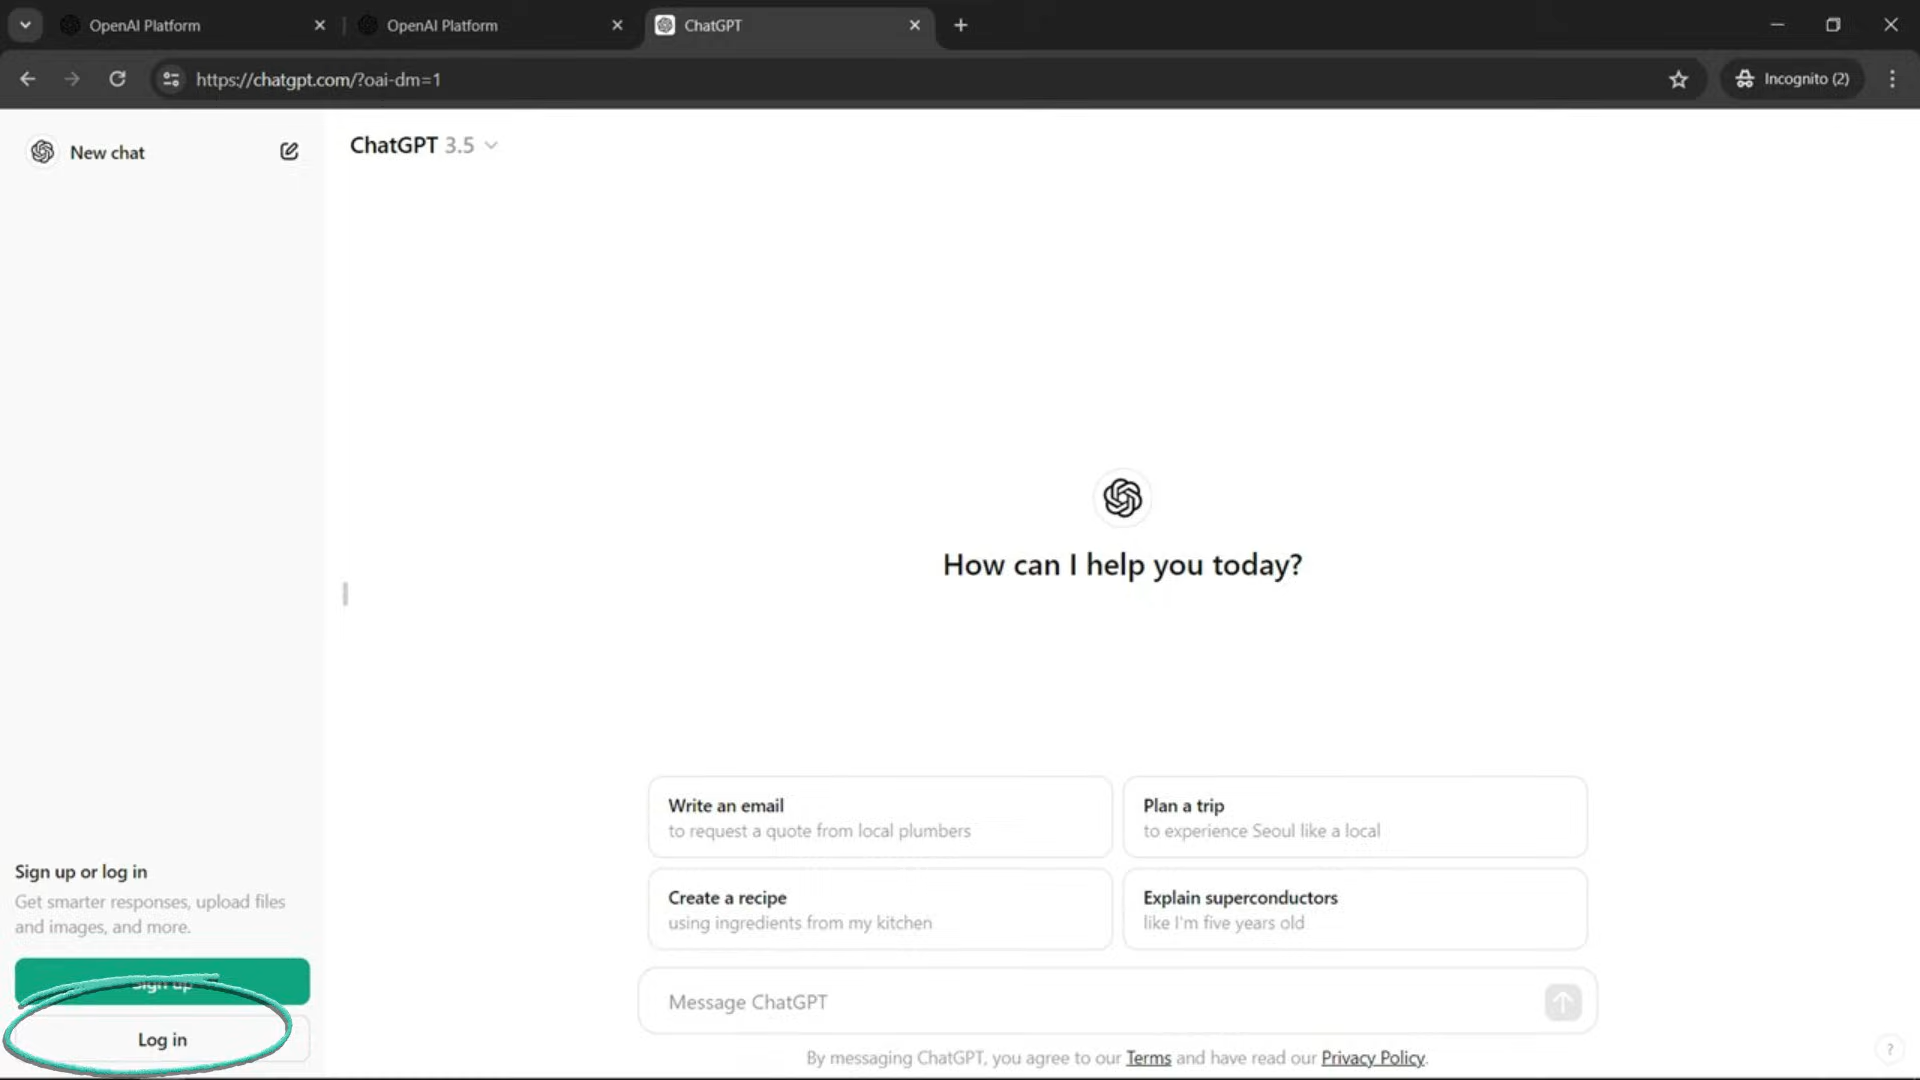 OpenAI Platform
OpenAI Platform
ChatGPT
https://chatgpt.com/?oai-dm=1
Incognito (2)
New chat
ChatGPT 3.5
How can I help you today?
Write an email
to request a quote from local plumbers
Plan a trip
to experience Seoul like a local
Create a recipe
using ingredients from my kitchen
Explain superconductors
like I'm five years old
Sign up or log in
Get smarter responses, upload files
and images, and more.
Sign up
Log in
Message ChatGPT
By messaging ChatGPT, you agree to our Terms and have read our Privacy Policy.
?